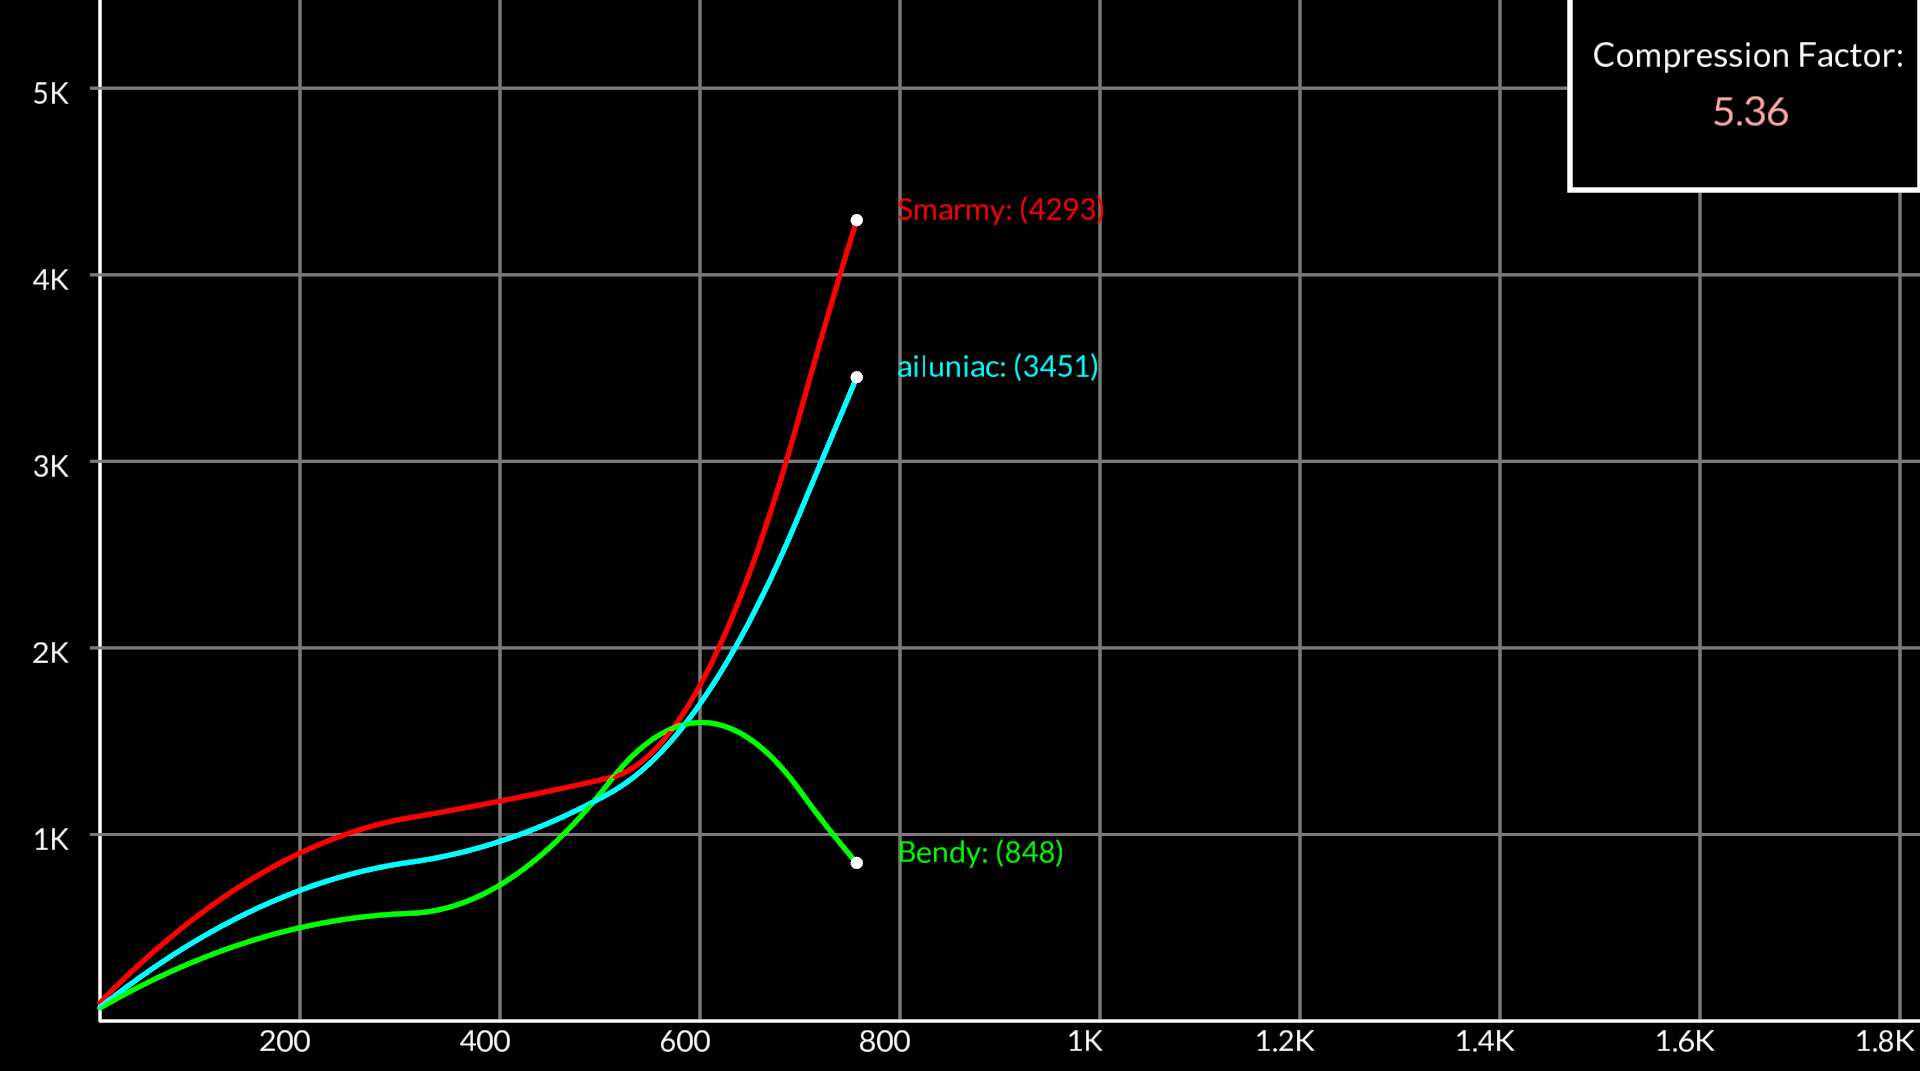 Compression Factor:
5.36
5K
Smarmy: (4293)
4K
ailuniac: (3451)
3K
2K
1K
Bendy: (848)
200 400 600 800 1K 1.2K 1.4K 1.6K 1.8K